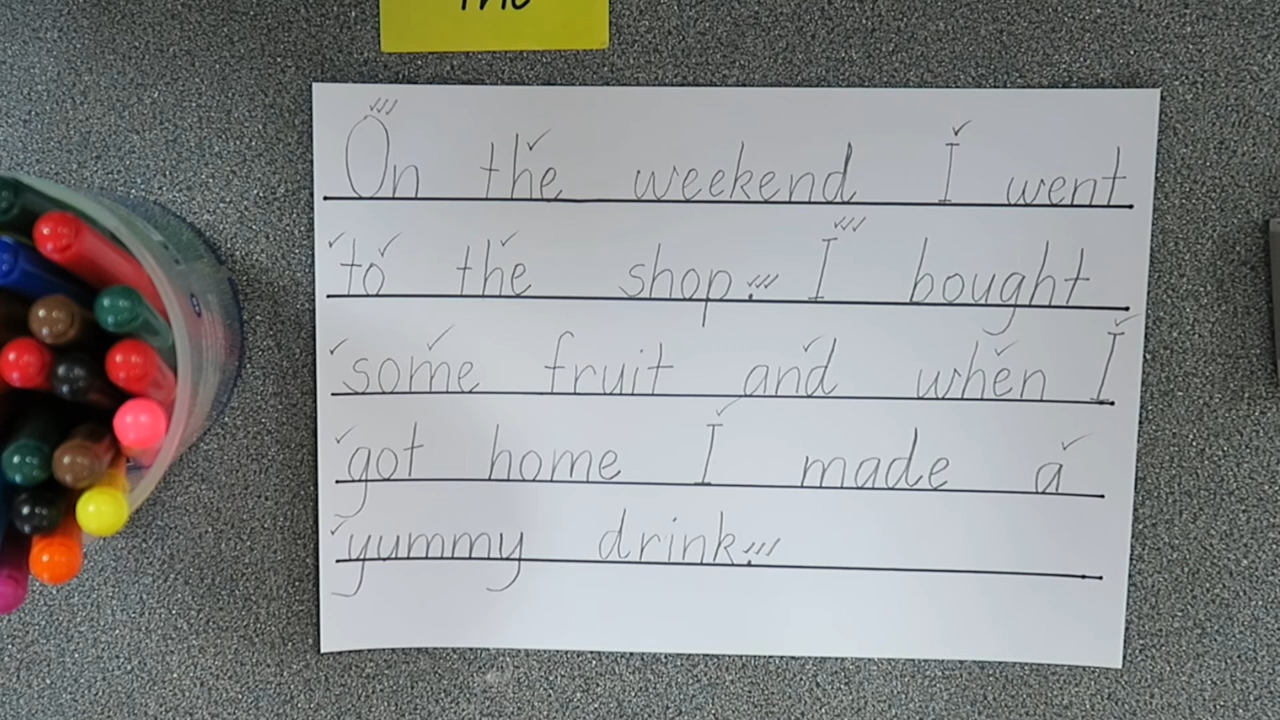 On the weekend I went
to the shop. I bought
some fruit and when I
got home I made a
yummy drink.